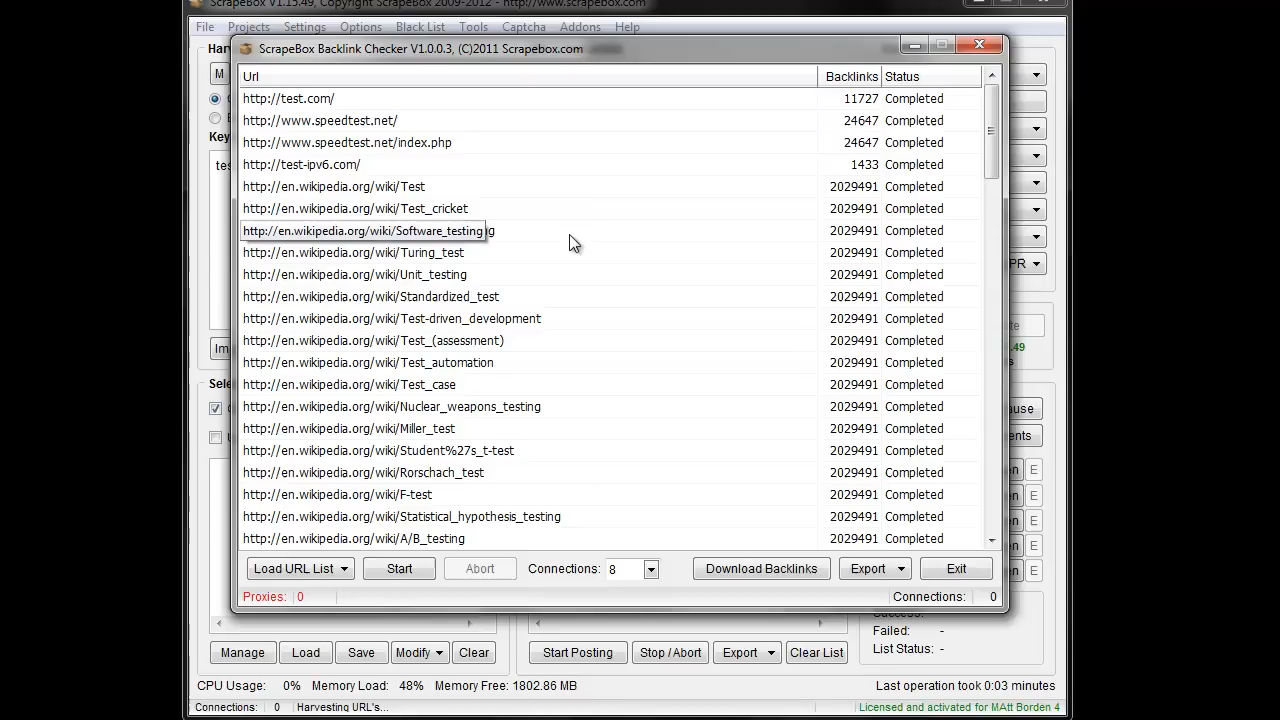 ScrapeBox V1.15.49, Copyright ScrapeBox 2009-2012 - http://www.scrapebox.com
File Projects Settings Options Black List Tools Captcha Addons Help
ScrapeBox Backlink Checker V1.0.0.3, (C)2011 Scrapebox.com
Url Backlinks Status
http://test.com/ 11727 Completed
http://www.speedtest.net/ 24647 Completed
http://www.speedtest.net/index.php 24647 Completed
http://test-ipv6.com/ 1433 Completed
http://en.wikipedia.org/wiki/Test 2029491 Completed
http://en.wikipedia.org/wiki/Test_cricket 2029491 Completed
http://en.wikipedia.org/wiki/Software_testing 2029491 Completed
http://en.wikipedia.org/wiki/Turing_test 2029491 Completed
http://en.wikipedia.org/wiki/Unit_testing 2029491 Completed
http://en.wikipedia.org/wiki/Standardized_test 2029491 Completed
http://en.wikipedia.org/wiki/Test-driven_development 2029491 Completed
http://en.wikipedia.org/wiki/Test_(assessment) 2029491 Completed
http://en.wikipedia.org/wiki/Test_automation 2029491 Completed
http://en.wikipedia.org/wiki/Test_case 2029491 Completed
http://en.wikipedia.org/wiki/Nuclear_weapons_testing 2029491 Completed
http://en.wikipedia.org/wiki/Miller_test 2029491 Completed
http://en.wikipedia.org/wiki/Student%27s_t-test 2029491 Completed
http://en.wikipedia.org/wiki/Rorschach_test 2029491 Completed
http://en.wikipedia.org/wiki/F-test 2029491 Completed
http://en.wikipedia.org/wiki/Statistical_hypothesis_testing 2029491 Completed
http://en.wikipedia.org/wiki/A/B_testing 2029491 Completed
Load URL List Start Abort Connections: 8 Download Backlinks Export Exit
Proxies: 0 Connections: 0
M
PR
.49
E
E
E
E
E
Failed: -
List Status: -
Manage Load Save Modify Clear Start Posting Stop / Abort Export Clear List
CPU Usage: 0% Memory Load: 48% Memory Free: 1802.86 MB Last operation took 0:03 minutes
Connections: 0 Harvesting URL's... Licensed and activated for MAtt Borden 4